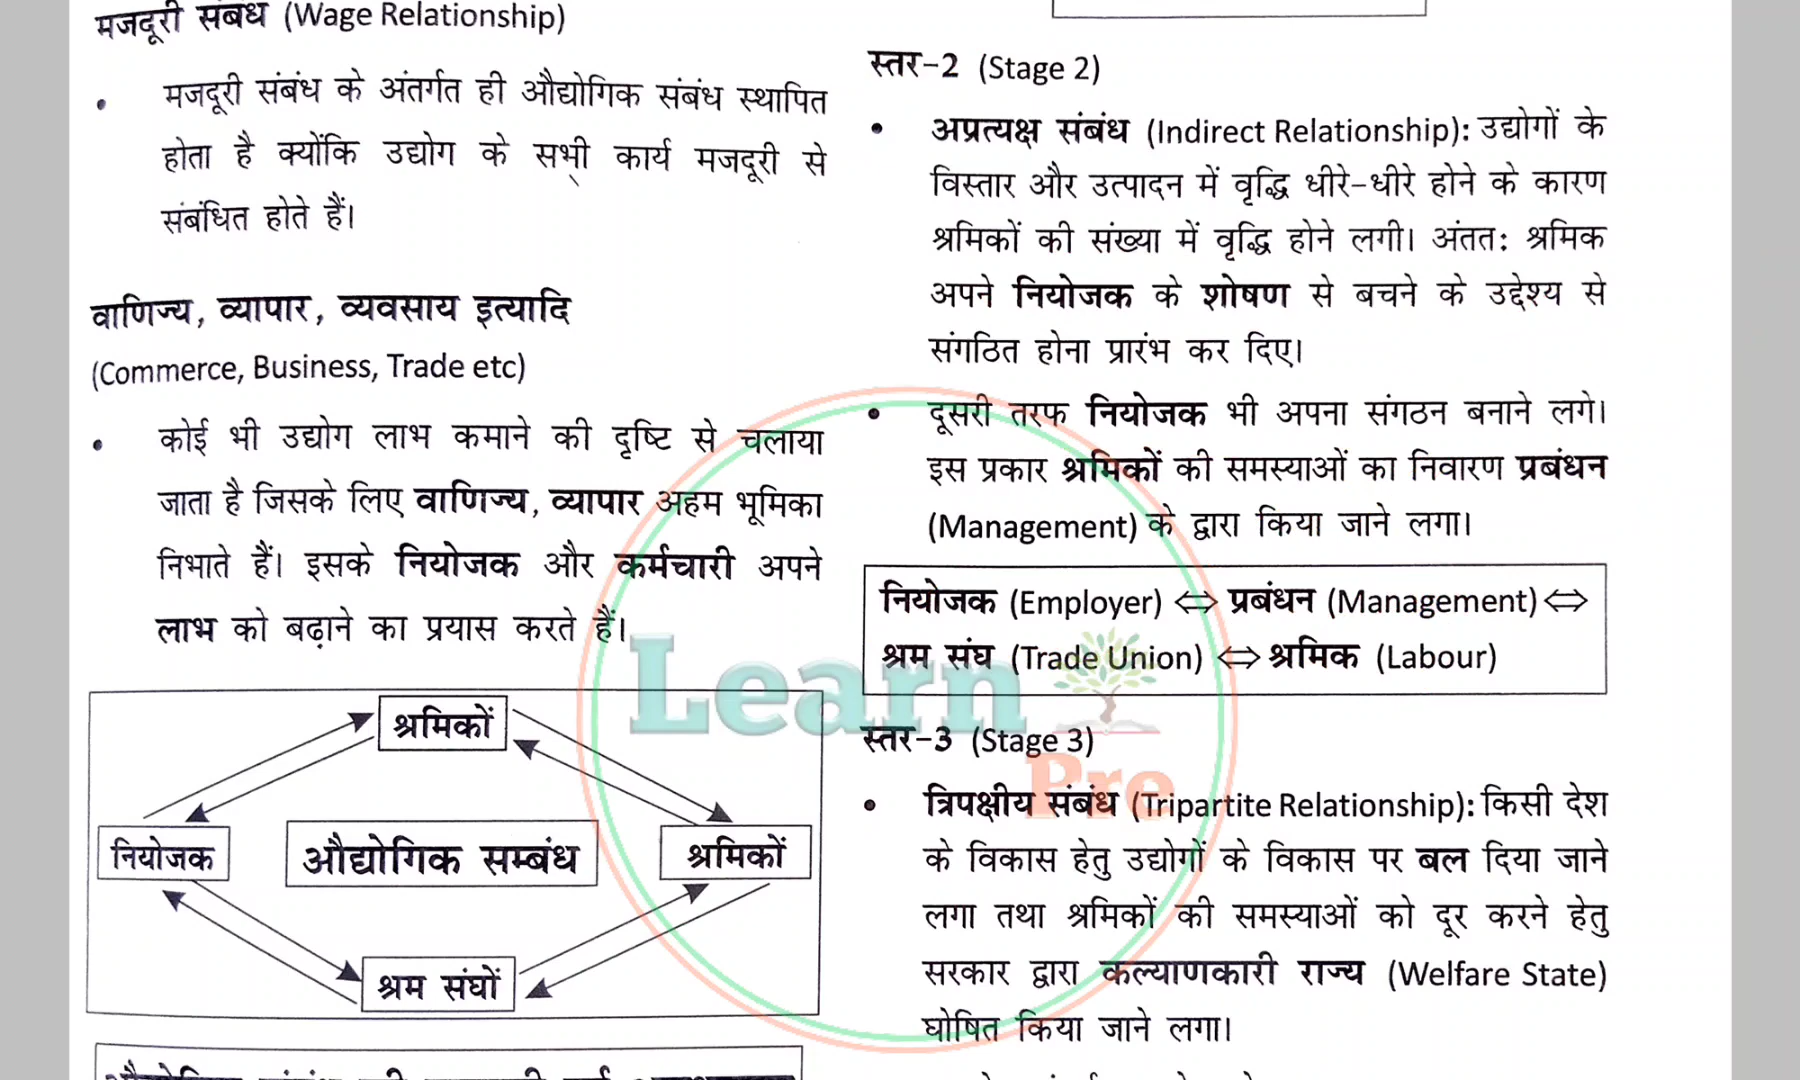 मजदूरी संबंध (Wage Relationship)
• मजदूरी संबंध के अंतर्गत ही औद्योगिक संबंध स्थापित
होता है क्योंकि उद्योग के सभी कार्य मजदूरी से
संबंधित होते हैं।
वाणिज्य, व्यापार, व्यवसाय इत्यादि
(Commerce, Business, Trade etc)
• कोई भी उद्योग लाभ कमाने की दृष्टि से चलाया
जाता है जिसके लिए वाणिज्य, व्यापार अहम भूमिका
निभाते हैं। इसके नियोजक और कर्मचारी अपने
लाभ को बढ़ाने का प्रयास करते हैं।
श्रमिकों
नियोजक
औद्योगिक सम्बंध
श्रमिकों
श्रम संघों
स्तर-2 (Stage 2)
• अप्रत्यक्ष संबंध (Indirect Relationship): उद्योगों के
विस्तार और उत्पादन में वृद्धि धीरे-धीरे होने के कारण
श्रमिकों की संख्या में वृद्धि होने लगी। अंततः श्रमिक
अपने नियोजक के शोषण से बचने के उद्देश्य से
संगठित होना प्रारंभ कर दिए।
• दूसरी तरफ नियोजक भी अपना संगठन बनाने लगे।
इस प्रकार श्रमिकों की समस्याओं का निवारण प्रबंधन
(Management) के द्वारा किया जाने लगा।
नियोजक (Employer) ⇔ प्रबंधन (Management) ⇔
श्रम संघ (Trade Union) ⇔ श्रमिक (Labour)
स्तर-3 (Stage 3)
• त्रिपक्षीय संबंध (Tripartite Relationship): किसी देश
के विकास हेतु उद्योगों के विकास पर बल दिया जाने
लगा तथा श्रमिकों की समस्याओं को दूर करने हेतु
सरकार द्वारा कल्याणकारी राज्य (Welfare State)
घोषित किया जाने लगा।
Learn
Pre